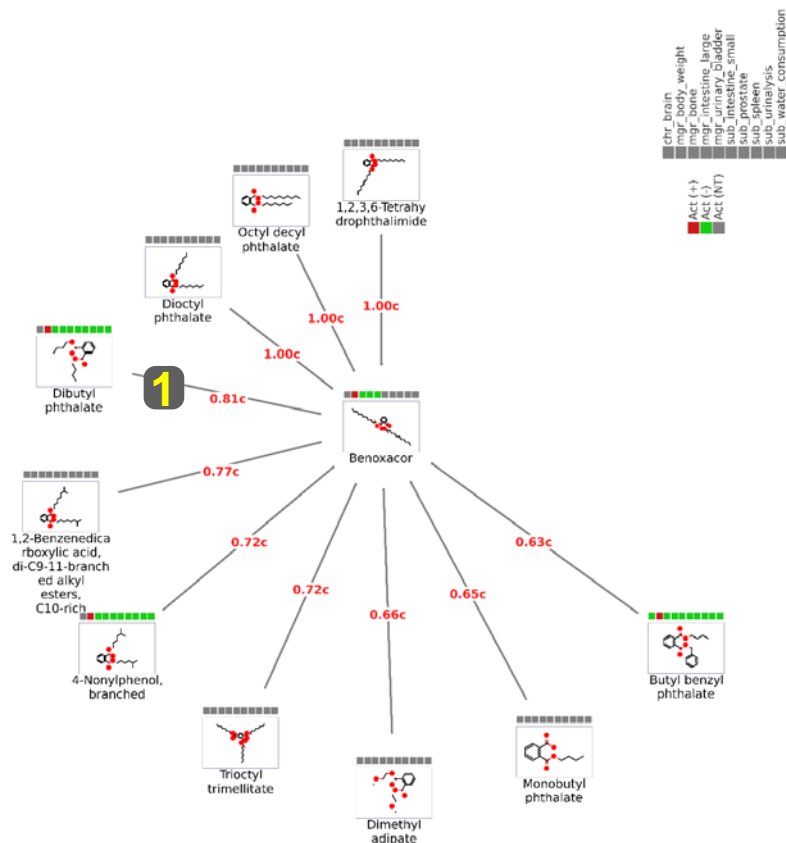 chr_brain
mgr_body_weight
mgr_bone
mgr_intestine_large
mgr_urinary_bladder
sub_intestine_small
sub_prostate
sub_spleen
sub_urinalysis
sub_water_consumption
Act (+)
Act (-)
Act (NT)
1,2,3,6-Tetrahy
drophthalimide
Octyl decyl
phthalate
Dioctyl
phthalate
1.00c
1.00c
1.00c
Dibutyl
phthalate
1
0.81c
Benoxacor
0.77c
1,2-Benzenedica
rboxylic acid,
di-C9-11-branch
ed alkyl
esters,
C10-rich
0.72c
0.72c
0.66c
0.65c
0.63c
4-Nonylphenol,
branched
Butyl benzyl
phthalate
Trioctyl
trimellitate
Monobutyl
phthalate
Dimethyl
adipate